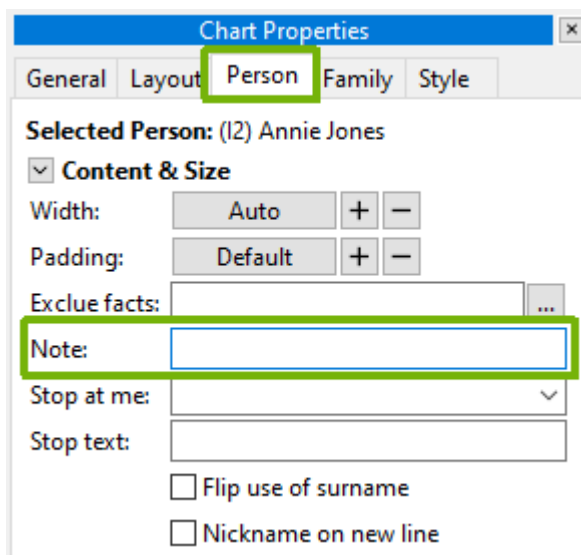 Chart Properties
General Layout Person Family Style
Selected Person: (I2) Annie Jones
Content & Size
Width: Auto + −
Padding: Default + −
Exclue facts: ...
Note:
Stop at me:
Stop text:
Flip use of surname
Nickname on new line